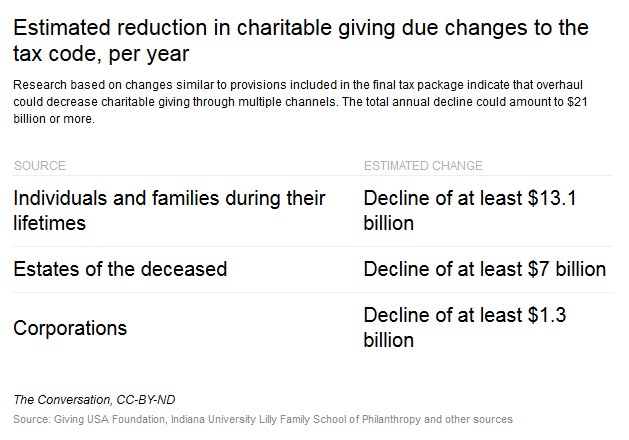 Estimated reduction in charitable giving due changes to the
tax code, per year
Research based on changes similar to provisions included in the final tax package indicate that overhaul
could decrease charitable giving through multiple channels. The total annual decline could amount to $21
billion or more.
SOURCE ESTIMATED CHANGE
Individuals and families during their
lifetimes
Decline of at least $13.1
billion
Estates of the deceased
Decline of at least $7 billion
Corporations
Decline of at least $1.3
billion
The Conversation, CC-BY-ND
Source: Giving USA Foundation, Indiana University Lilly Family School of Philanthropy and other sources